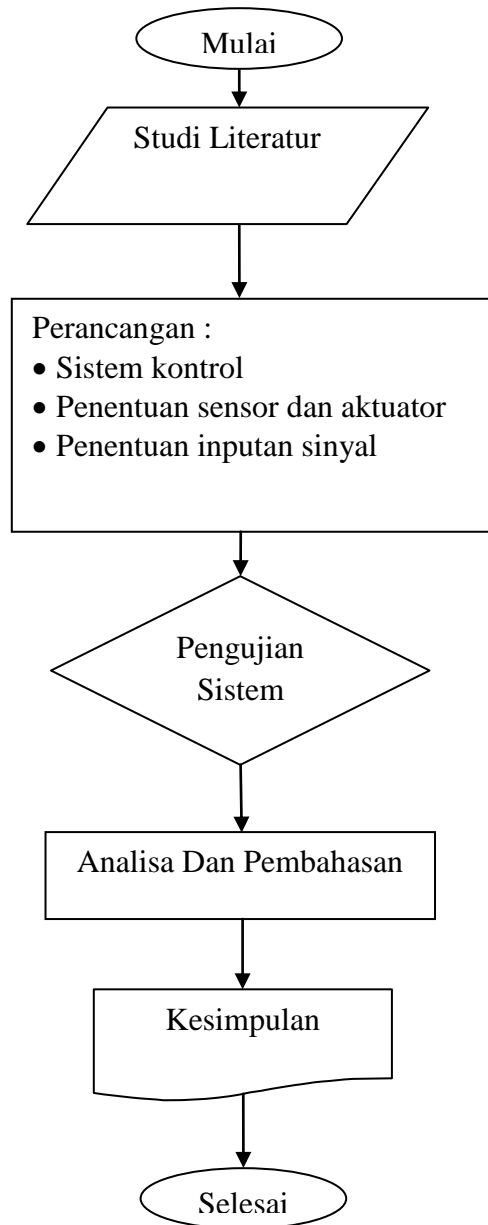 Mulai
Studi Literatur
Perancangan :
• Sistem kontrol
• Penentuan sensor dan aktuator
• Penentuan inputan sinyal
Pengujian
Sistem
Analisa Dan Pembahasan
Kesimpulan
Selesai